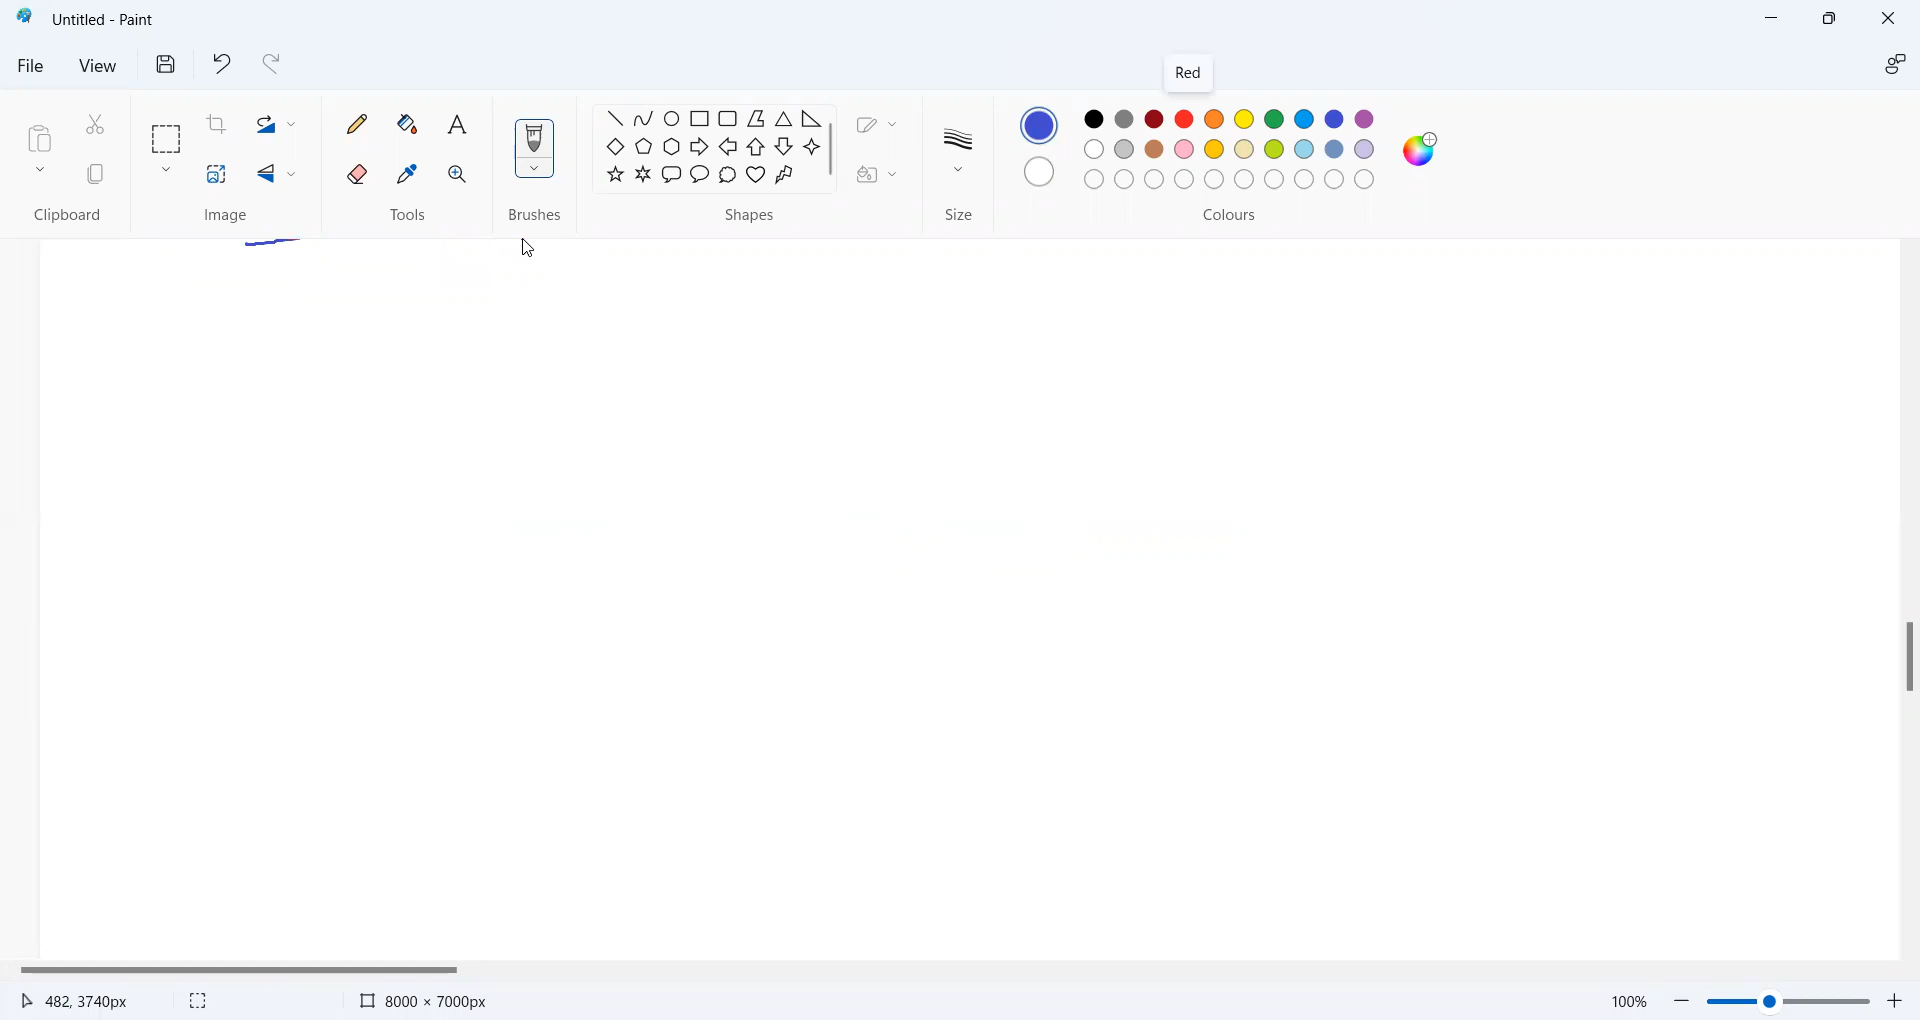 Untitled - Paint
File View
Red
Clipboard Image Tools Brushes Shapes Size Colours
482, 3740px 8000 × 7000px 100%